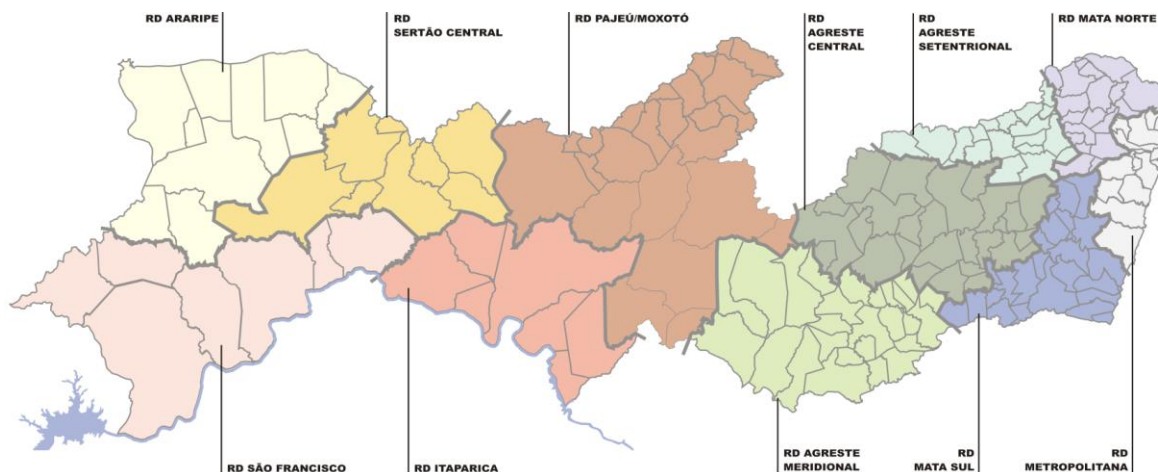 RD ARARIPE
RD
SERTÃO CENTRAL
RD PAJEÚ/MOXOTÓ
RD
AGRESTE
CENTRAL
RD
AGRESTE
SETENTRIONAL
RD MATA NORTE
RD SÃO FRANCISCO
RD ITAPARICA
RD AGRESTE
MERIDIONAL
RD
MATA SUL
RD
METROPOLITANA